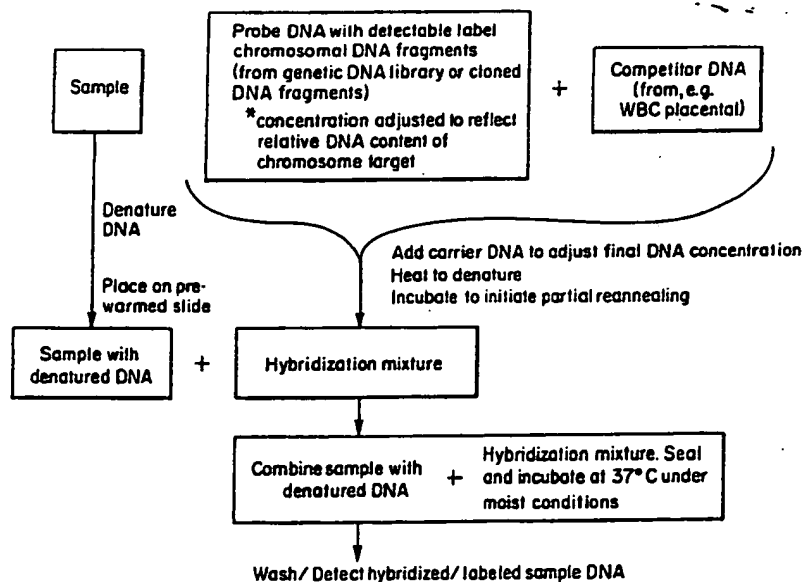 Sample
Probe DNA with detectable label
chromosomal DNA fragments
(from genetic DNA library or cloned
DNA fragments)
*concentration adjusted to reflect
relative DNA content of
chromosome target
+
Competitor DNA
(from, e.g.
WBC placental)
Denature
DNA
Place on pre-
warmed slide
Add carrier DNA to adjust final DNA concentration
Heat to denature
Incubate to initiate partial reannealing
Sample with
denatured DNA
+
Hybridization mixture
Combine sample with
denatured DNA
+
Hybridization mixture. Seal
and incubate at 37°C under
moist conditions
Wash/Detect hybridized/labeled sample DNA